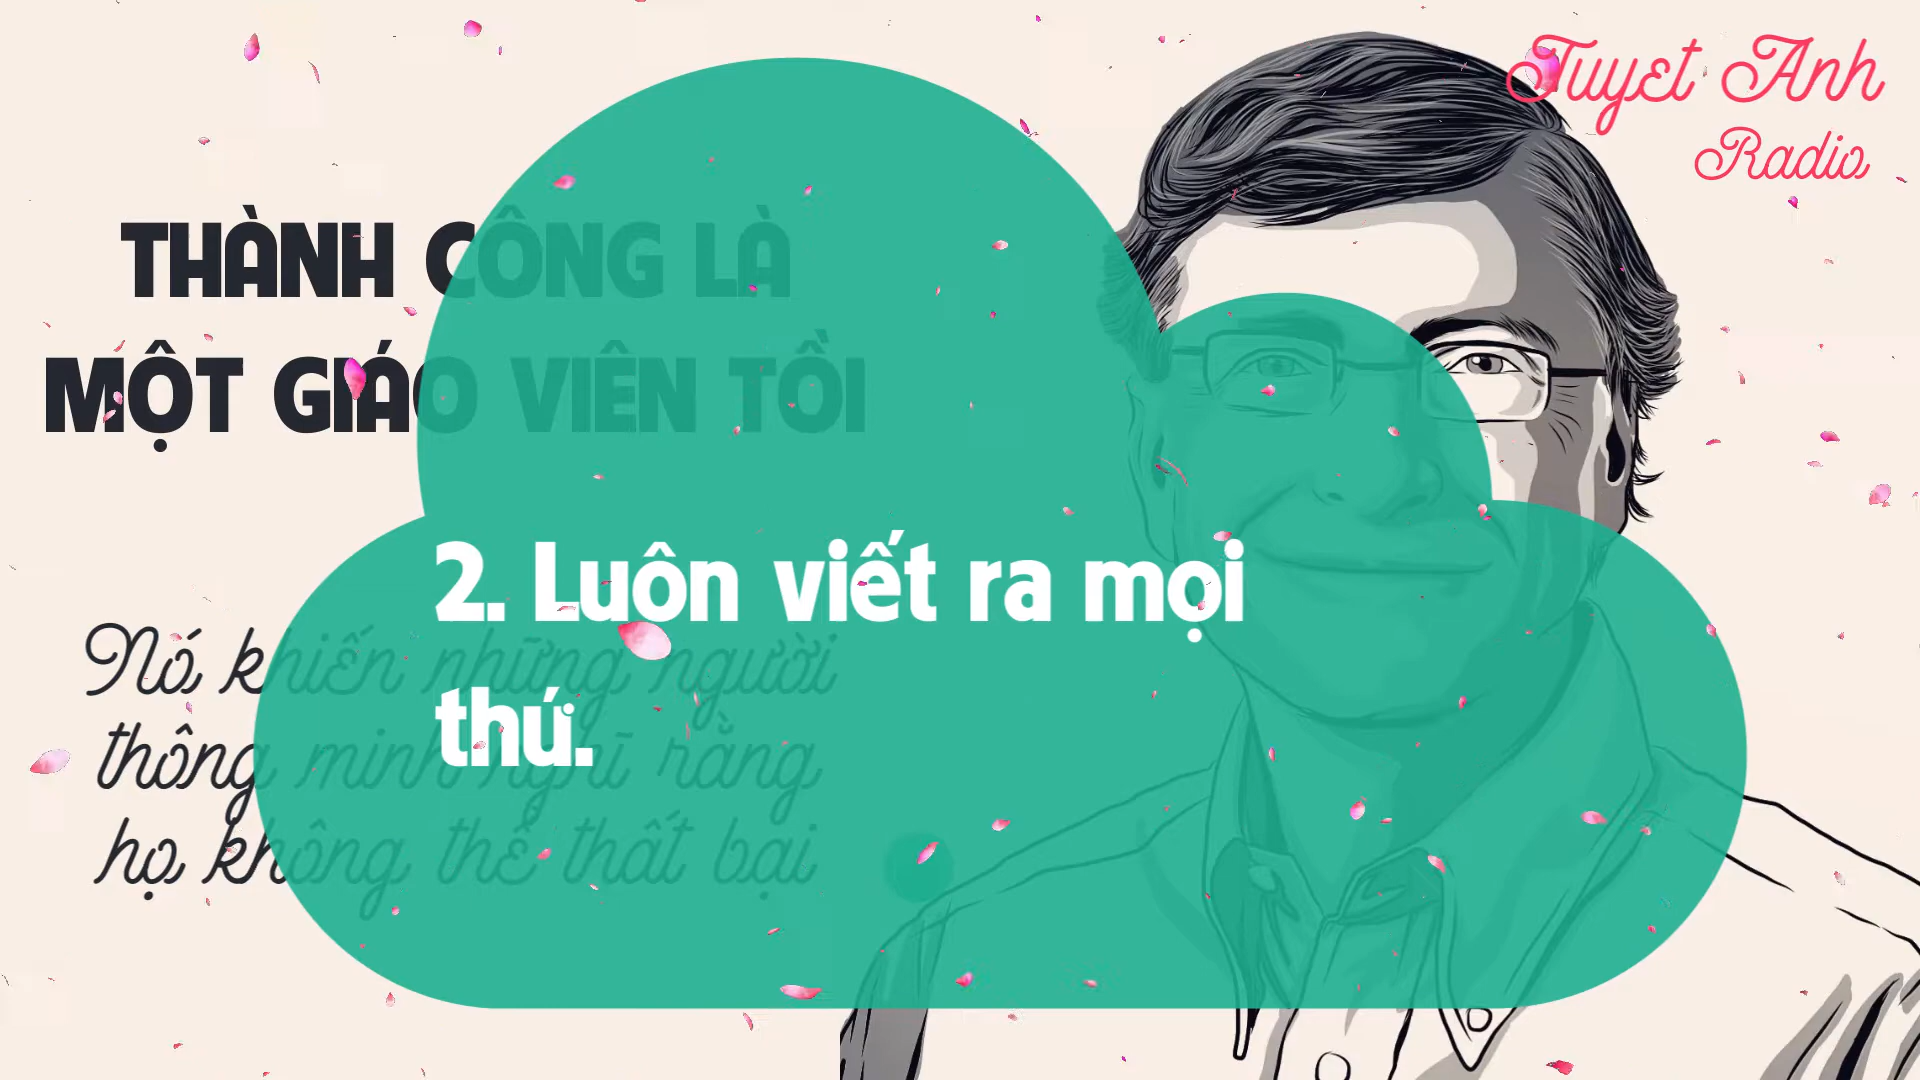 Tuyết Anh
Radio
THÀNH CÔNG LÀ
MỘT GIÁO VIÊN TỒI
2. Luôn viết ra mọi
thứ.
Nó khiến những người
thông minh nghĩ rằng
họ không thể thất bại